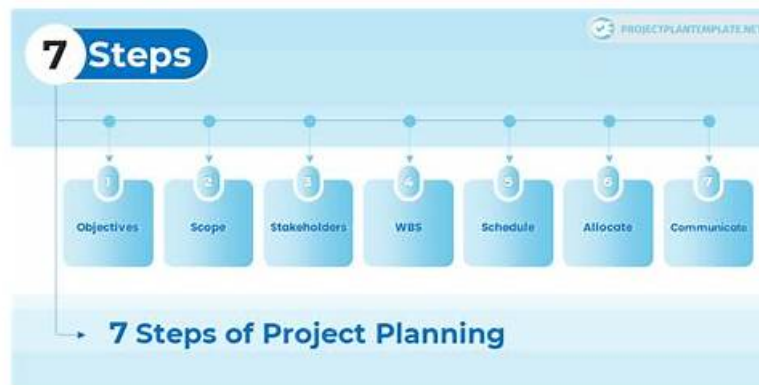 PROJECTPLANTEMPLATE.NET
7 Steps
1 2 3 4 5 6 7
Objectives Scope Stakeholders WBS Schedule Allocate Communicate
7 Steps of Project Planning